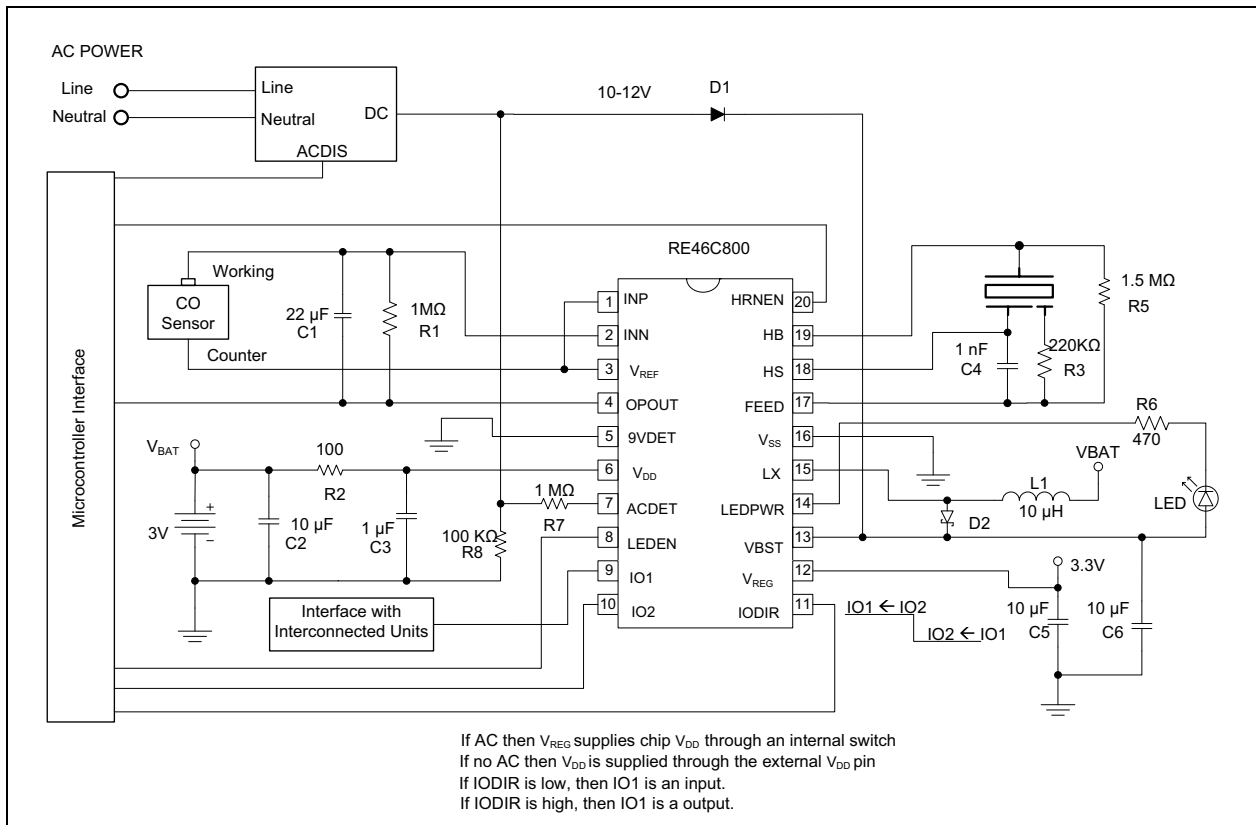 AC POWER
Line
Neutral
Line
Neutral
DC
ACDIS
10-12V
D1
Microcontroller Interface
Working
CO
Sensor
Counter
22 µF
C1
1MΩ
R1
RE46C800
1 INP
2 INN
3 VREF
4 OPOUT
5 9VDET
6 VDD
7 ACDET
8 LEDEN
9 IO1
10 IO2
HRNEN 20
HB 19
HS 18
FEED 17
VSS 16
LX 15
LEDPWR 14
VBST 13
VREG 12
IODIR 11
1.5 MΩ
R5
1 nF
C4
220KΩ
R3
R6
470
VBAT
L1
10 µH
D2
LED
VBAT
100
R2
3V
+
−
10 µF
C2
1 µF
C3
1 MΩ
R7
100 KΩ
R8
Interface with
Interconnected Units
IO1 ← IO2
IO2 ← IO1
3.3V
10 µF
C5
10 µF
C6
If AC then VREG supplies chip VDD through an internal switch
If no AC then VDD is supplied through the external VDD pin
If IODIR is low, then IO1 is an input.
If IODIR is high, then IO1 is a output.